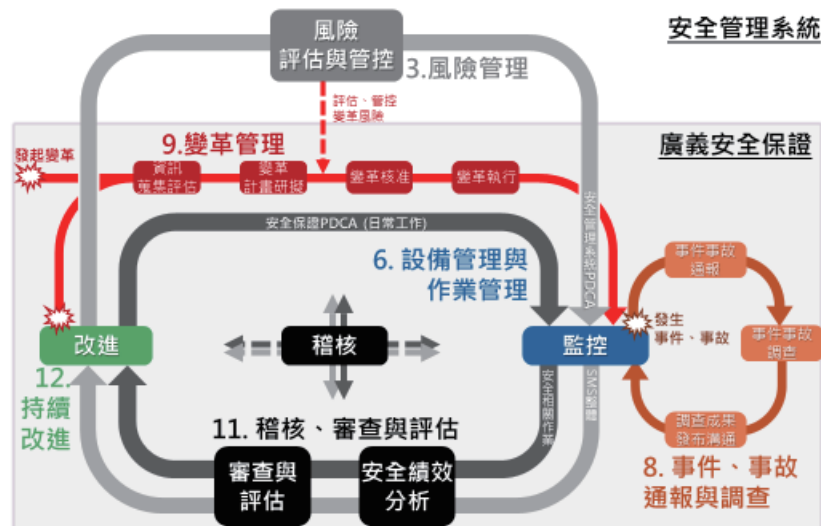 安全管理系統
風險
評估與管控
3.風險管理
評估、管控
變革風險
廣義安全保證
9.變革管理
發起變革
資訊
蒐集評估
變革
計畫研擬
變革核准
變革執行
安全保證PDCA (日常工作)
安全管理系統PDCA
6. 設備管理與
作業管理
事件事故
通報
發生
事件、事故
事件事故
調查
調查成果
發布溝通
8. 事件、事故
通報與調查
改進
稽核
監控
12.
持續
改進
安全相關作業
SMS整體
11. 稽核、審查與評估
審查與
評估
安全績效
分析